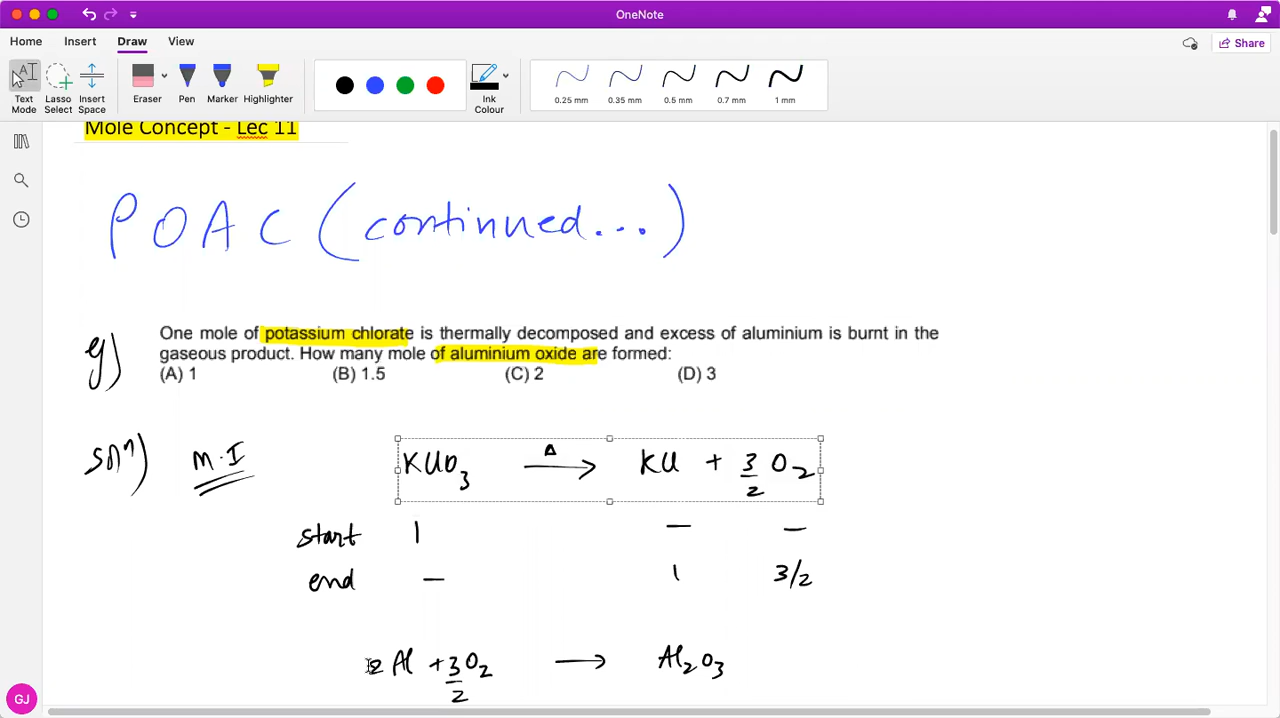 OneNote
Home Insert Draw View Share
Text Mode Lasso Select Insert Space Eraser Pen Marker Highlighter Ink Colour 0.25 mm 0.35 mm 0.5 mm 0.7 mm 1 mm
Mole Concept - Lec 11
POAC (continued...)
eg) One mole of potassium chlorate is thermally decomposed and excess of aluminium is burnt in the
gaseous product. How many mole of aluminium oxide are formed:
(A) 1 (B) 1.5 (C) 2 (D) 3
Solⁿ) M.I KClO₃ —Δ→ KCl + 3/2 O₂
start 1 — —
end — 1 3/2
2 Al + 3/2 O₂ → Al₂O₃
GJ